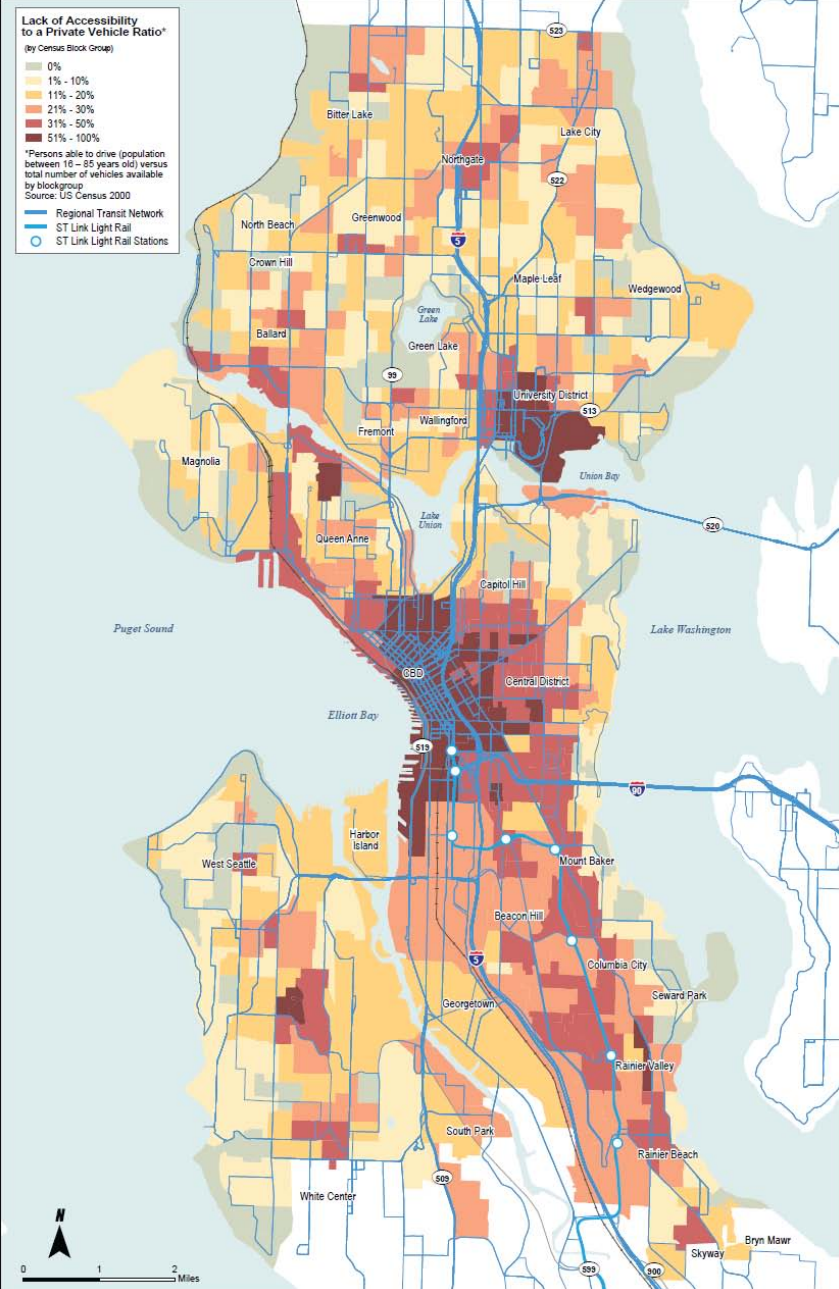 Lack of Accessibility
to a Private Vehicle Ratio*
(by Census Block Group)
0%
1% - 10%
11% - 20%
21% - 30%
31% - 50%
51% - 100%
*Persons able to drive (population
between 16 – 85 years old) versus
total number of vehicles available
by blockgroup
Source: US Census 2000
Regional Transit Network
ST Link Light Rail
ST Link Light Rail Stations
523
Bitter Lake
Lake City
Northgate
522
North Beach
Greenwood
5
Crown Hill
Maple Leaf
Wedgewood
Green
Lake
Ballard
Green Lake
99
University District
513
Fremont
Wallingford
Magnolia
Union Bay
Lake
Union
520
Queen Anne
Capitol Hill
Puget Sound
Lake Washington
CBD
Central District
Elliott Bay
519
90
Harbor
Island
West Seattle
Mount Baker
Beacon Hill
5
Columbia City
Seward Park
Georgetown
Rainier Valley
South Park
Rainier Beach
509
White Center
N
Bryn Mawr
Skyway
0 1 2
Miles
599
900